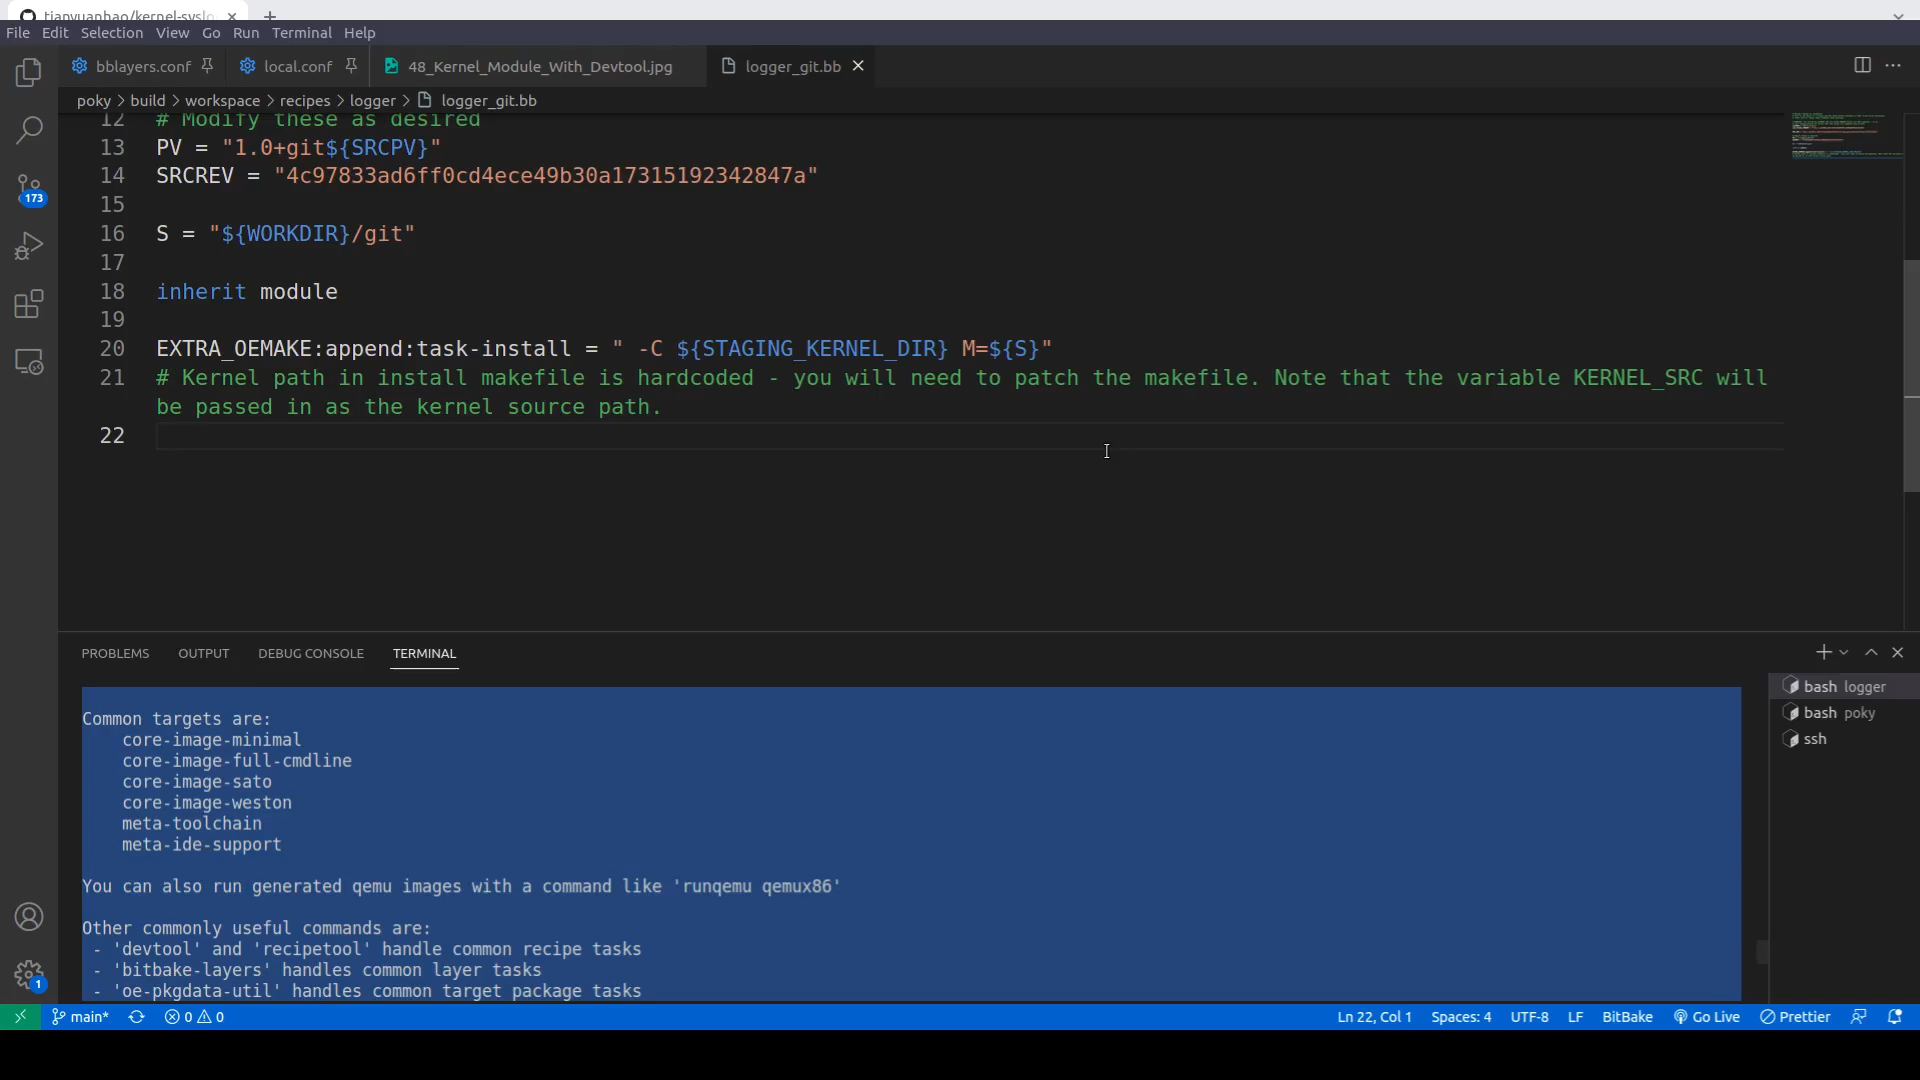 tianyuanhao/kernel-syslo
File Edit Selection View Go Run Terminal Help
bblayers.conf local.conf 48_Kernel_Module_With_Devtool.jpg logger_git.bb
poky > build > workspace > recipes > logger > logger_git.bb
12 # Modify these as desired
13 PV = "1.0+git${SRCPV}"
14 SRCREV = "4c97833ad6ff0cd4ece49b30a17315192342847a"
15
16 S = "${WORKDIR}/git"
17
18 inherit module
19
20 EXTRA_OEMAKE:append:task-install = " -C ${STAGING_KERNEL_DIR} M=${S}"
21 # Kernel path in install makefile is hardcoded - you will need to patch the makefile. Note that the variable KERNEL_SRC will
be passed in as the kernel source path.
22
173
PROBLEMS OUTPUT DEBUG CONSOLE TERMINAL
Common targets are:
core-image-minimal
core-image-full-cmdline
core-image-sato
core-image-weston
meta-toolchain
meta-ide-support
You can also run generated qemu images with a command like 'runqemu qemux86'
Other commonly useful commands are:
- 'devtool' and 'recipetool' handle common recipe tasks
- 'bitbake-layers' handles common layer tasks
- 'oe-pkgdata-util' handles common target package tasks
bash logger
bash poky
ssh
1
main* 0 0 Ln 22, Col 1 Spaces: 4 UTF-8 LF BitBake Go Live Prettier